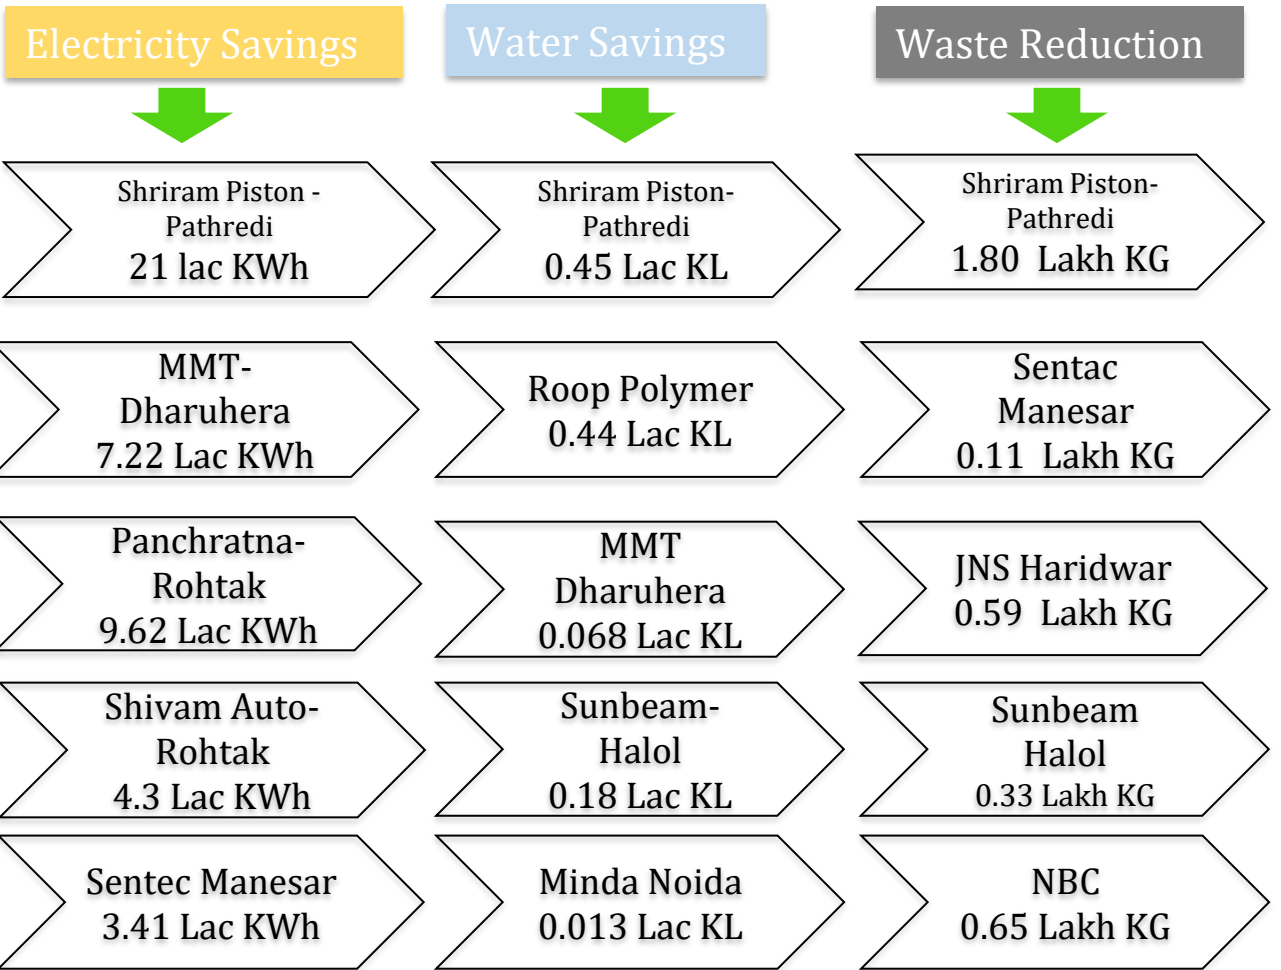 Electricity Savings
Water Savings
Waste Reduction
Shriram Piston -
Pathredi
21 lac KWh
Shriram Piston-
Pathredi
0.45 Lac KL
Shriram Piston-
Pathredi
1.80 Lakh KG
MMT-
Dharuhera
7.22 Lac KWh
Roop Polymer
0.44 Lac KL
Sentac
Manesar
0.11 Lakh KG
Panchratna-
Rohtak
9.62 Lac KWh
MMT
Dharuhera
0.068 Lac KL
JNS Haridwar
0.59 Lakh KG
Shivam Auto-
Rohtak
4.3 Lac KWh
Sunbeam-
Halol
0.18 Lac KL
Sunbeam
Halol
0.33 Lakh KG
Sentec Manesar
3.41 Lac KWh
Minda Noida
0.013 Lac KL
NBC
0.65 Lakh KG